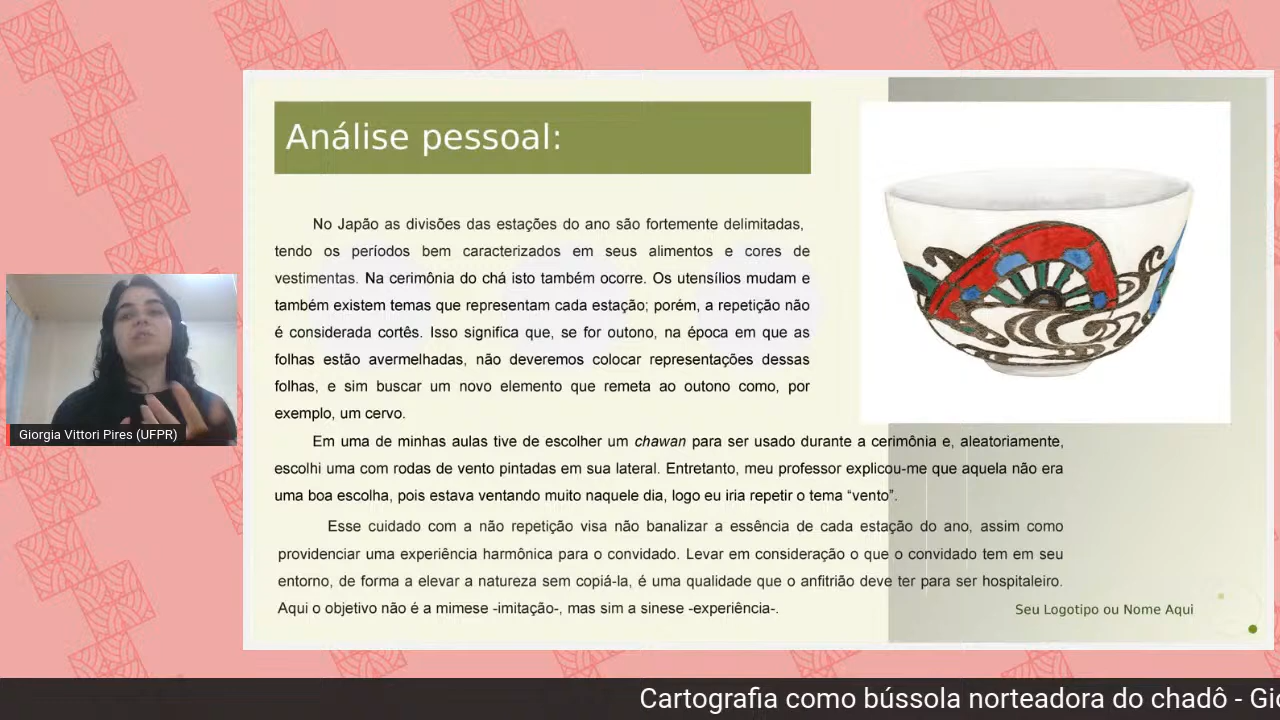 Análise pessoal:
No Japão as divisões das estações do ano são fortemente delimitadas,
tendo os períodos bem caracterizados em seus alimentos e cores de
vestimentas. Na cerimônia do chá isto também ocorre. Os utensílios mudam e
também existem temas que representam cada estação; porém, a repetição não
é considerada cortês. Isso significa que, se for outono, na época em que as
folhas estão avermelhadas, não deveremos colocar representações dessas
folhas, e sim buscar um novo elemento que remeta ao outono como, por
exemplo, um cervo.
Em uma de minhas aulas tive de escolher um chawan para ser usado durante a cerimônia e, aleatoriamente,
escolhi uma com rodas de vento pintadas em sua lateral. Entretanto, meu professor explicou-me que aquela não era
uma boa escolha, pois estava ventando muito naquele dia, logo eu iria repetir o tema “vento”.
Esse cuidado com a não repetição visa não banalizar a essência de cada estação do ano, assim como
providenciar uma experiência harmônica para o convidado. Levar em consideração o que o convidado tem em seu
entorno, de forma a elevar a natureza sem copiá-la, é uma qualidade que o anfitrião deve ter para ser hospitaleiro.
Aqui o objetivo não é a mimese -imitação-, mas sim a sinese -experiência-.
Seu Logotipo ou Nome Aqui
Giorgia Vittori Pires (UFPR)
Cartografia como bússola norteadora do chadô - Gio